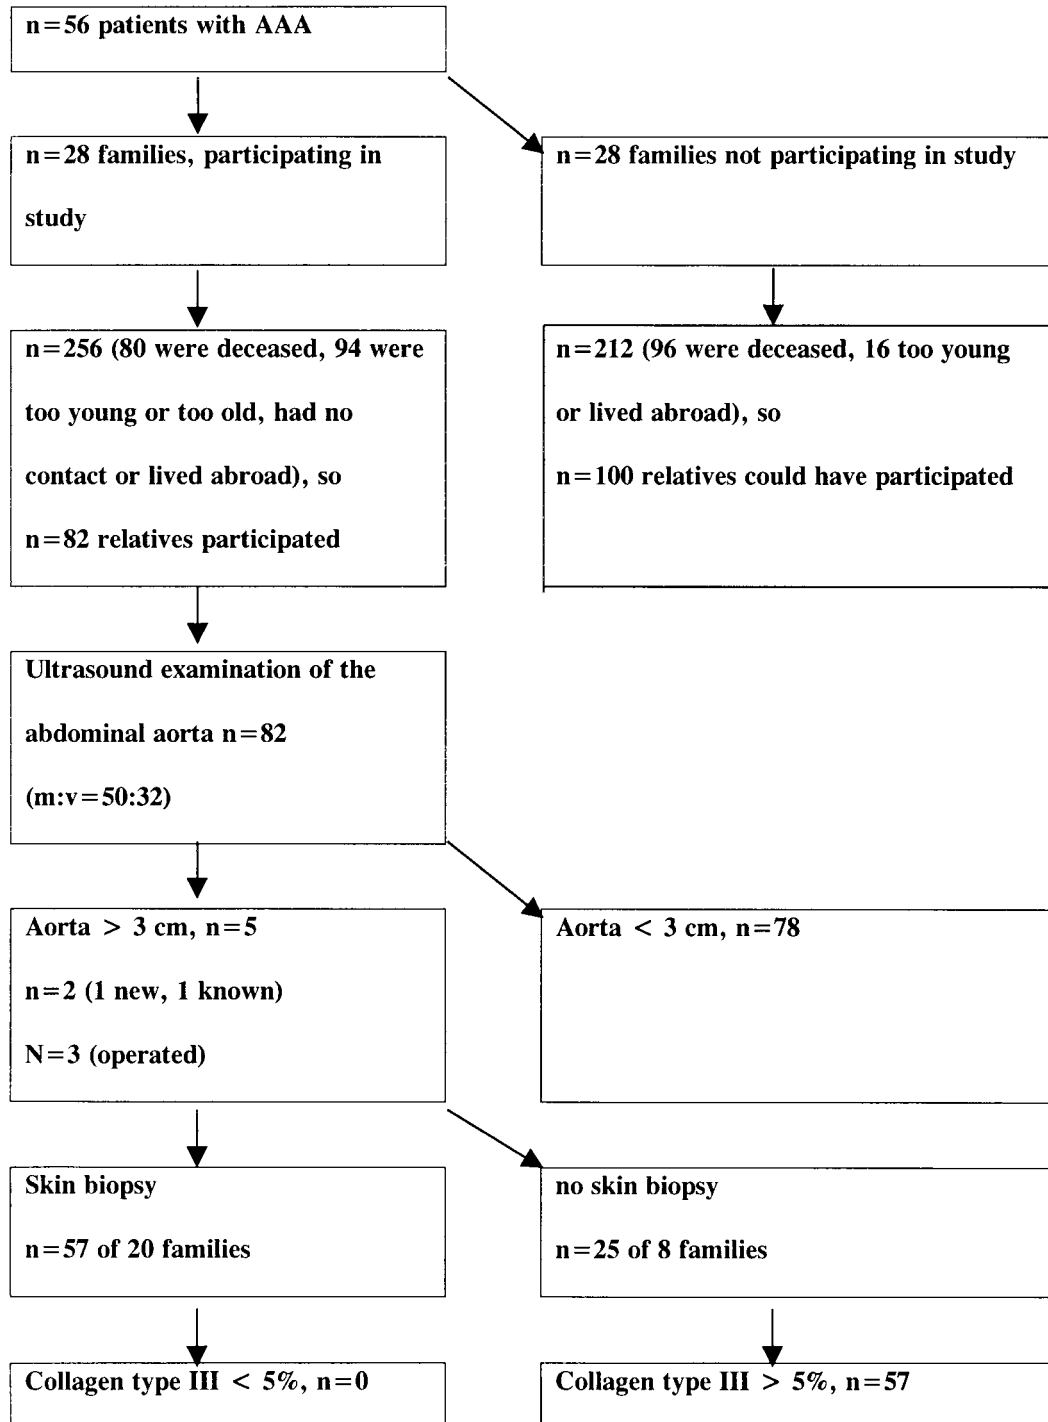 n=56 patients with AAA
n=28 families, participating in
study
n=28 families not participating in study
n=256 (80 were deceased, 94 were
too young or too old, had no
contact or lived abroad), so
n=82 relatives participated
n=212 (96 were deceased, 16 too young
or lived abroad), so
n=100 relatives could have participated
Ultrasound examination of the
abdominal aorta n=82
(m:v=50:32)
Aorta > 3 cm, n=5
n=2 (1 new, 1 known)
N=3 (operated)
Aorta < 3 cm, n=78
Skin biopsy
n=57 of 20 families
no skin biopsy
n=25 of 8 families
Collagen type III < 5%, n=0
Collagen type III > 5%, n=57